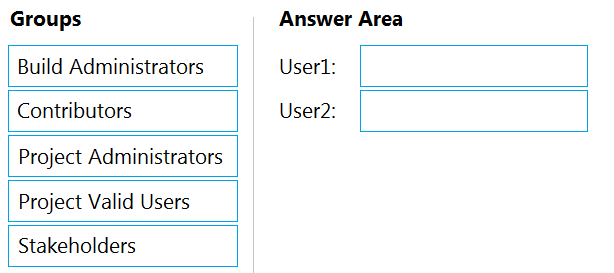 Groups
Build Administrators
Contributors
Project Administrators
Project Valid Users
Stakeholders
Answer Area
User1:
User2: